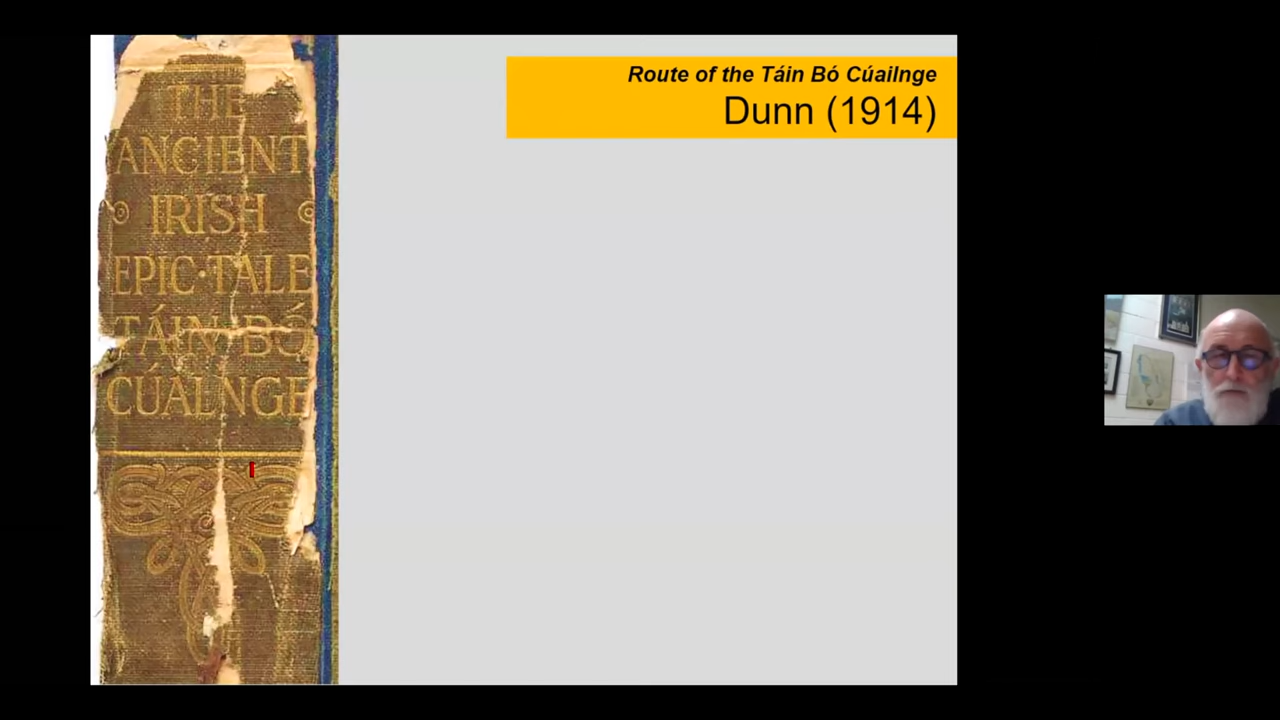 THE
ANCIENT
IRISH
EPIC·TALE
TÁIN BÓ
CÚALNGE
Route of the Táin Bó Cúailnge
Dunn (1914)